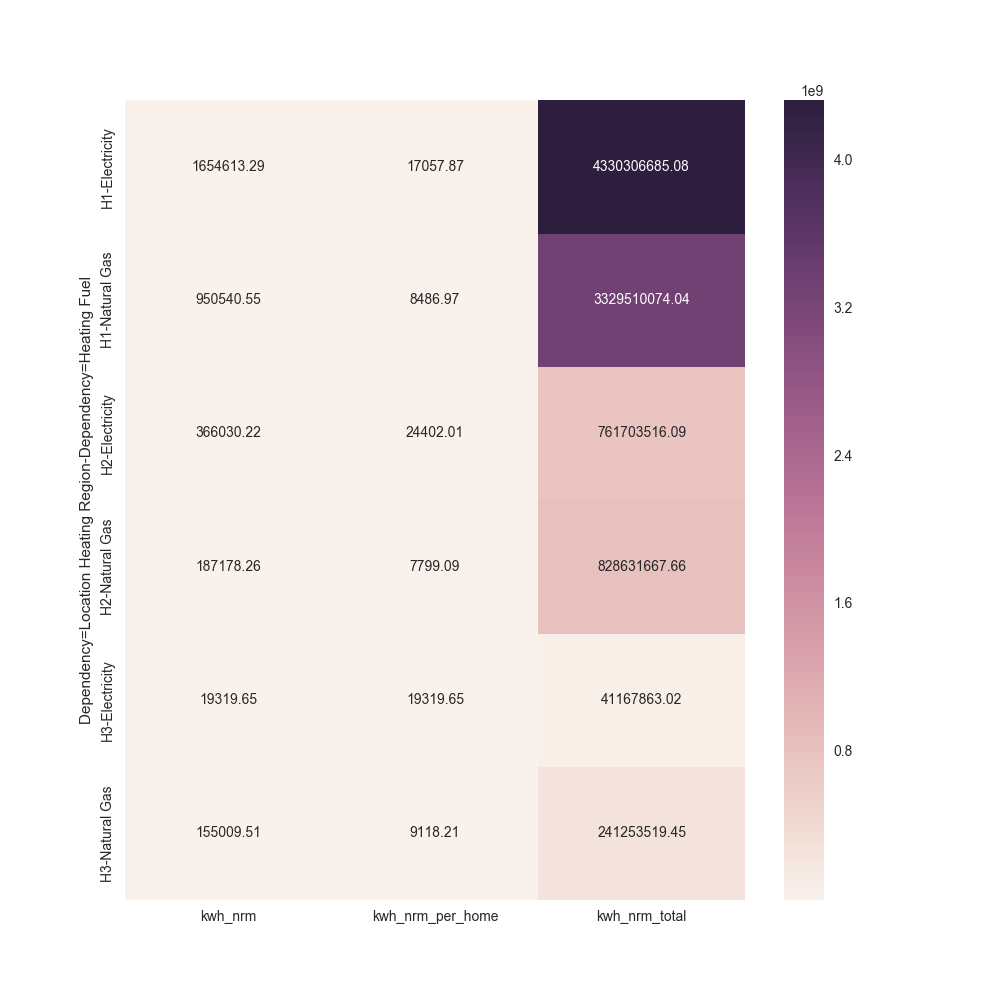 1e9
Dependency=Location Heating Region-Dependency=Heating Fuel
H1-Electricity
1654613.29 17057.87 4330306685.08
H1-Natural Gas
950540.55 8486.97 3329510074.04
H2-Electricity
366030.22 24402.01 761703516.09
H2-Natural Gas
187178.26 7799.09 828631667.66
H3-Electricity
19319.65 19319.65 41167863.02
H3-Natural Gas
155009.51 9118.21 241253519.45
kwh_nrm kwh_nrm_per_home kwh_nrm_total
4.0
3.2
2.4
1.6
0.8